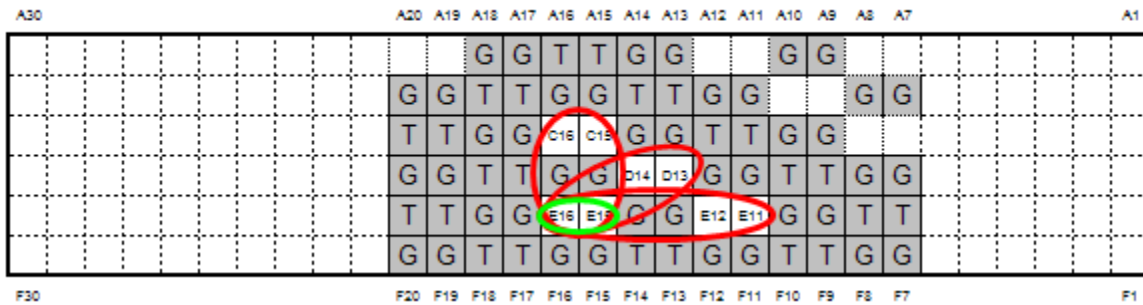 A30 A20 A19 A18 A17 A16 A15 A14 A13 A12 A11 A10 A9 A8 A7 A1
G G T T G G G G
G G T T G G T T G G G G
T T G G C16 C15 G G T T G G
G G T T G G D14 D13 G G T T G G
T T G G E16 E15 G G E12 E11 G G T T
G G T T G G T T G G T T G G
F30 F20 F19 F18 F17 F16 F15 F14 F13 F12 F11 F10 F9 F8 F7 F1